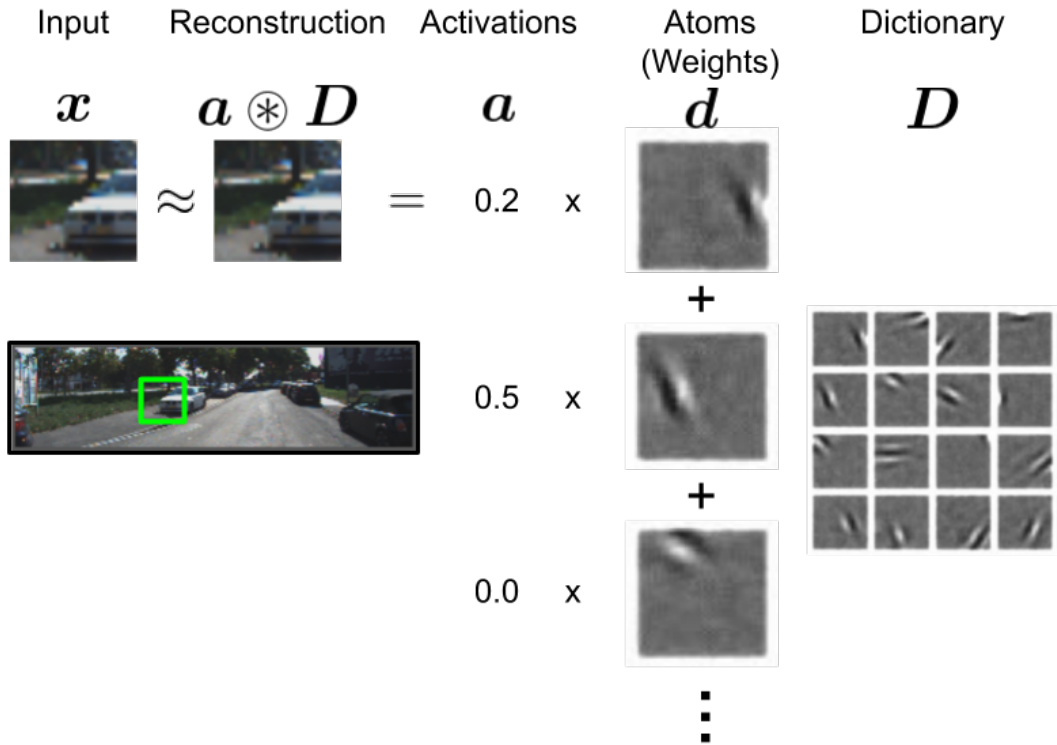 Input Reconstruction Activations Atoms (Weights) Dictionary
x a ⊛ D a d D
≈ = 0.2 x
+
0.5 x
+
0.0 x
⋮